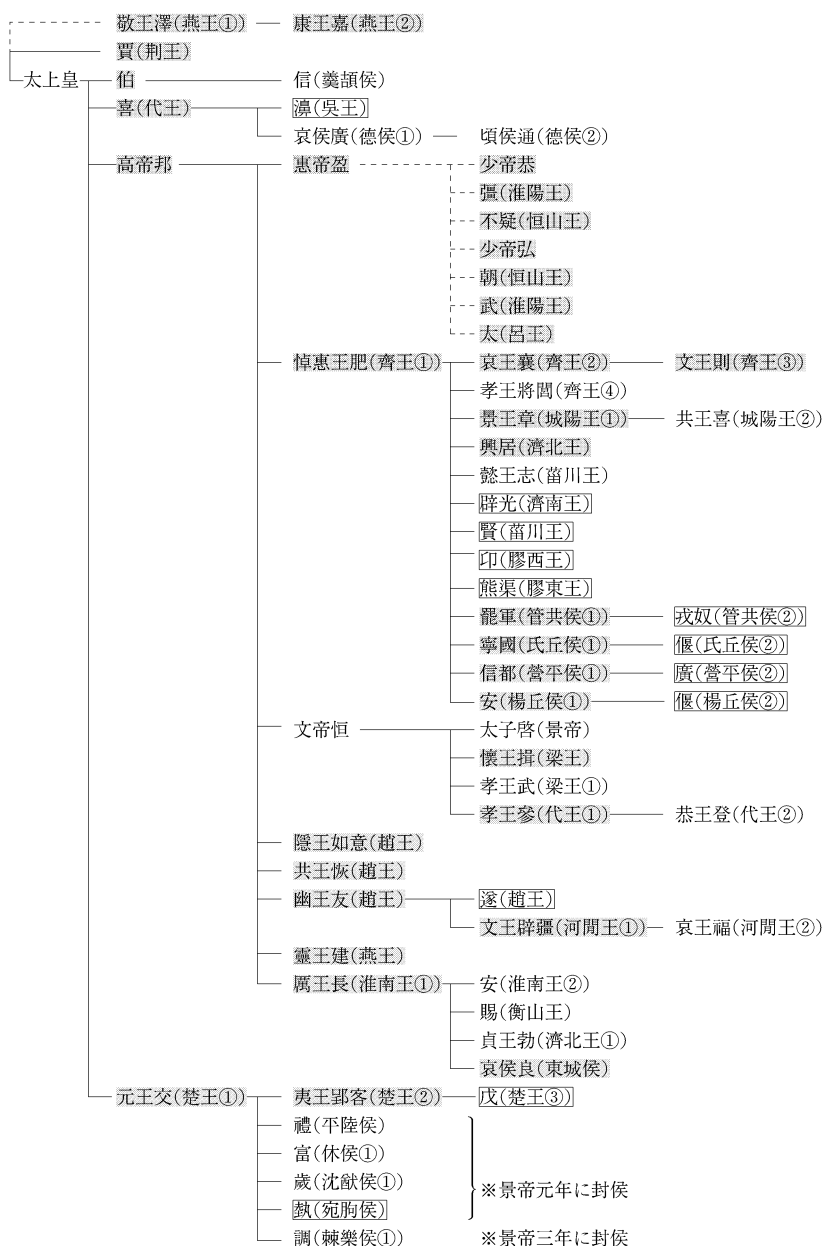 敬王澤(燕王①) 康王嘉(燕王②)
賈(荆王)
太上皇 伯 信(羹頡侯)
喜(代王) 濞(吳王)
哀侯廣(德侯①) 頃侯通(德侯②)
高帝邦 惠帝盈 少帝恭
彊(淮陽王)
不疑(恒山王)
少帝弘
朝(恒山王)
武(淮陽王)
太(呂王)
悼惠王肥(齊王①) 哀王襄(齊王②) 文王則(齊王③)
孝王將閭(齊王④)
景王章(城陽王①) 共王喜(城陽王②)
興居(濟北王)
懿王志(菑川王)
辟光(濟南王)
賢(菑川王)
印(膠西王)
熊渠(膠東王)
罷軍(管共侯①) 戎奴(管共侯②)
寧國(氏丘侯①) 偃(氏丘侯②)
信都(營平侯①) 廣(營平侯②)
安(楊丘侯①) 偃(楊丘侯②)
文帝恒 太子啓(景帝)
懷王揖(梁王)
孝王武(梁王①)
孝王參(代王①) 恭王登(代王②)
隱王如意(趙王)
共王恢(趙王)
幽王友(趙王) 遂(趙王)
文王辟疆(河閒王①) 哀王福(河閒王②)
靈王建(燕王)
厲王長(淮南王①) 安(淮南王②)
賜(衡山王)
貞王勃(濟北王①)
哀侯良(東城侯)
元王交(楚王①) 夷王郢客(楚王②) 戊(楚王③)
禮(平陸侯)
富(休侯①)
歲(沈猷侯①) ※景帝元年に封侯
埶(宛朐侯)
調(棘樂侯①) ※景帝三年に封侯